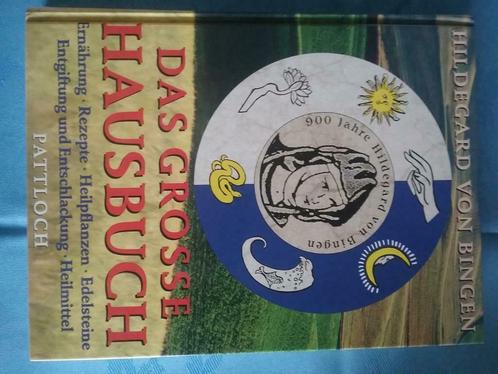 HILDEGARD VON BINGEN
900 Jahre Hildegard von Bingen
DAS GROSSE
HAUSBUCH
Ernährung · Rezepte · Heilpflanzen · Edelsteine
Entgiftung und Entschlackung · Heilmittel
PATTLOCH